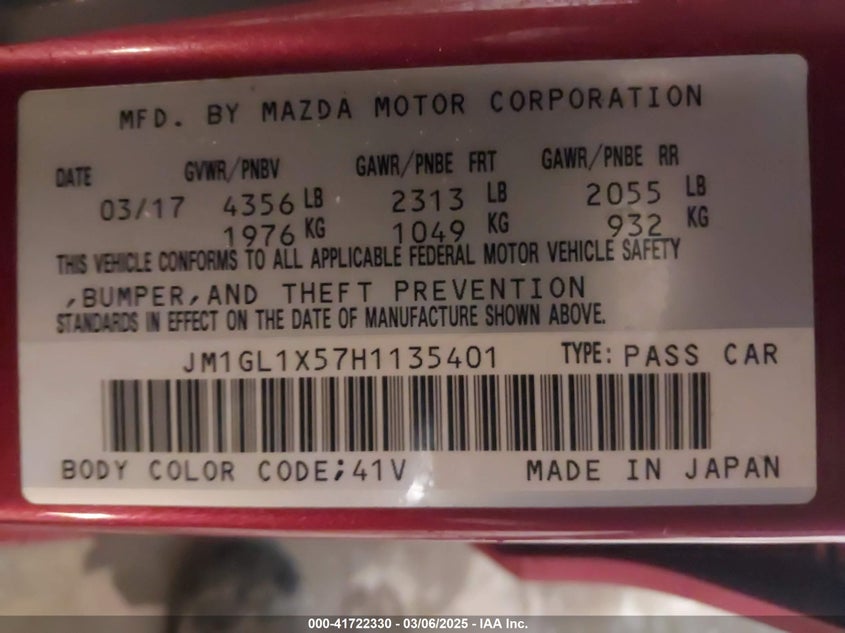 MFD. BY MAZDA MOTOR CORPORATION
DATE GVWR/PNBV GAWR/PNBE FRT GAWR/PNBE RR
03/17 4356 LB 2313 LB 2055 LB
1976 KG 1049 KG 932 KG
THIS VEHICLE CONFORMS TO ALL APPLICABLE FEDERAL MOTOR VEHICLE SAFETY
,BUMPER,AND THEFT PREVENTION
STANDARDS IN EFFECT ON THE DATE OF MANUFACTURE SHOWN ABOVE.
JM1GL1X57H1135401 TYPE: PASS CAR
BODY COLOR CODE;41V MADE IN JAPAN
000-41722330 - 03/06/2025 - IAA Inc.